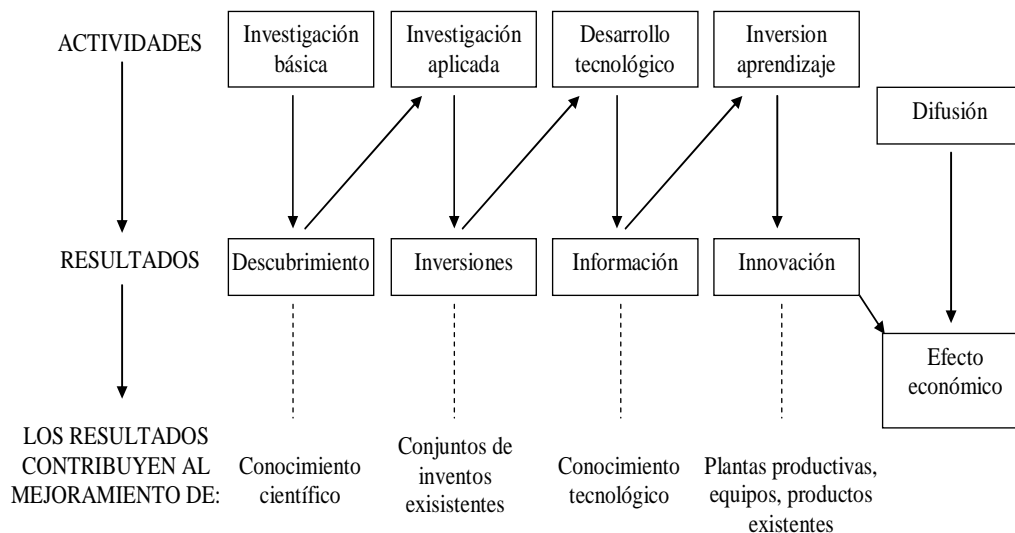 ACTIVIDADES
Investigación
básica
Investigación
aplicada
Desarrollo
tecnológico
Inversion
aprendizaje
Difusión
RESULTADOS
Descubrimiento
Inversiones
Información
Innovación
Efecto
económico
LOS RESULTADOS
CONTRIBUYEN AL
MEJORAMIENTO DE:
Conocimiento
científico
Conjuntos de
inventos
exisistentes
Conocimiento
tecnológico
Plantas productivas,
equipos, productos
existentes